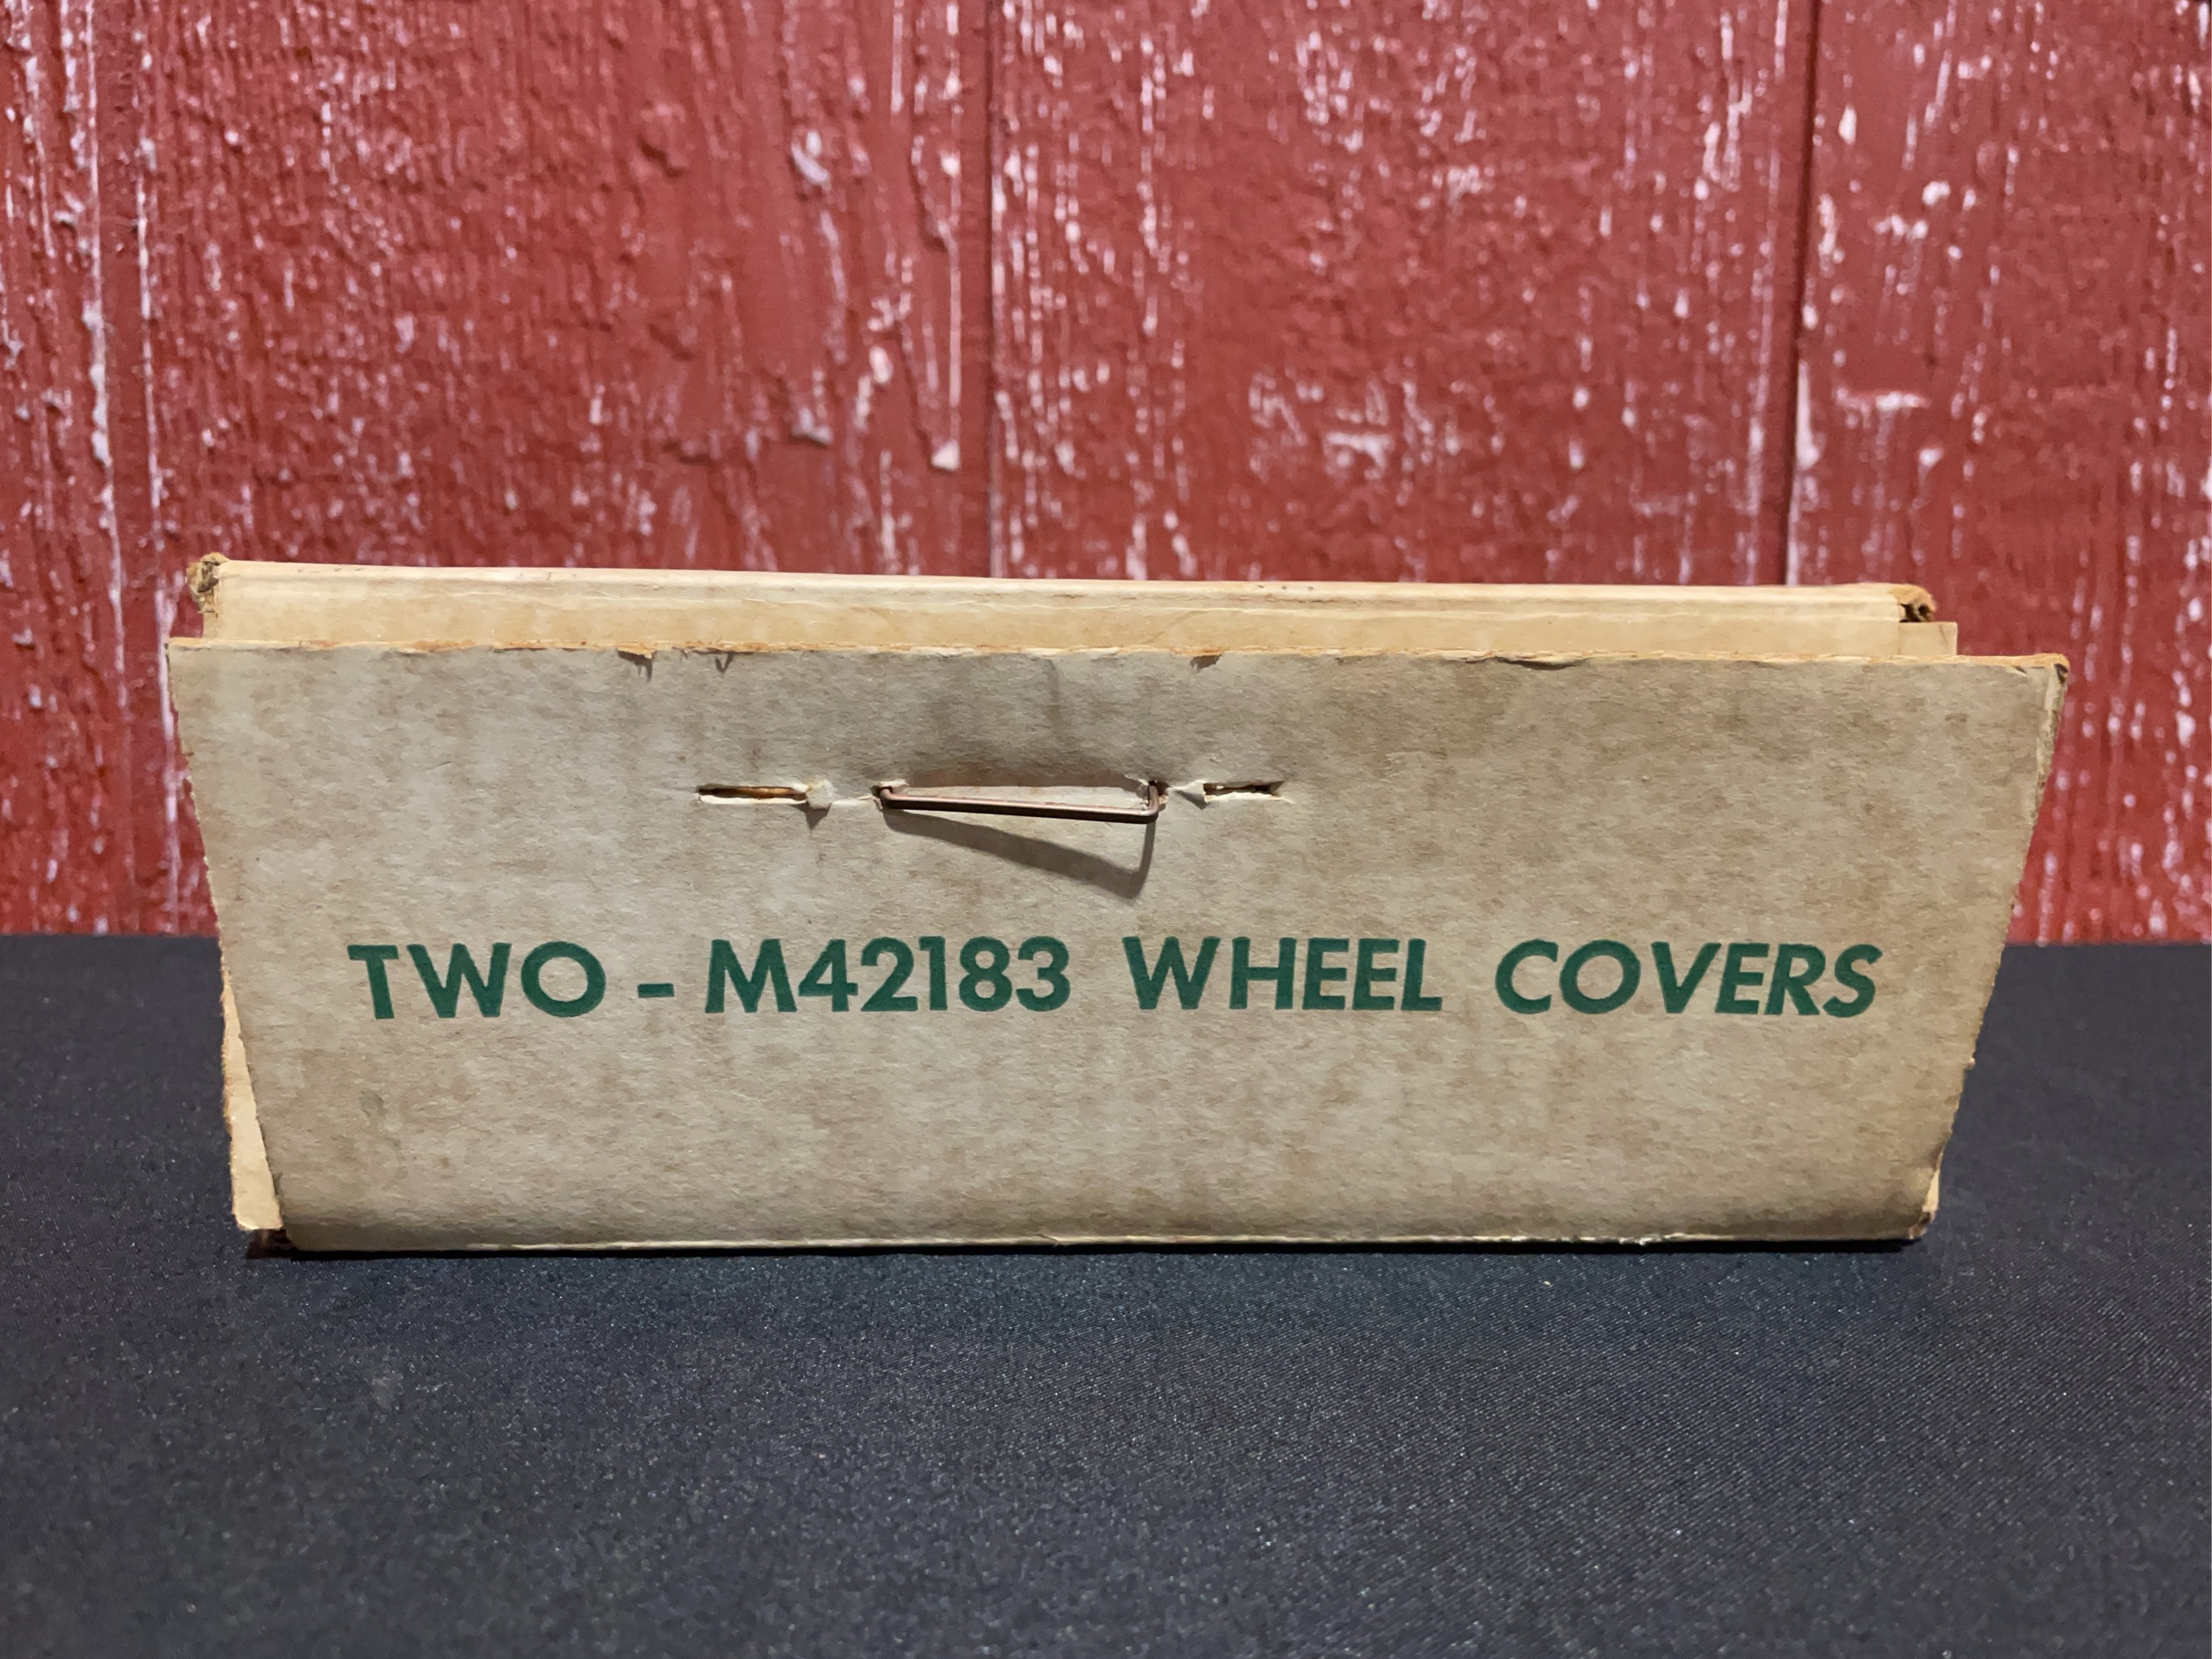 TWO - M42183 WHEEL COVERS